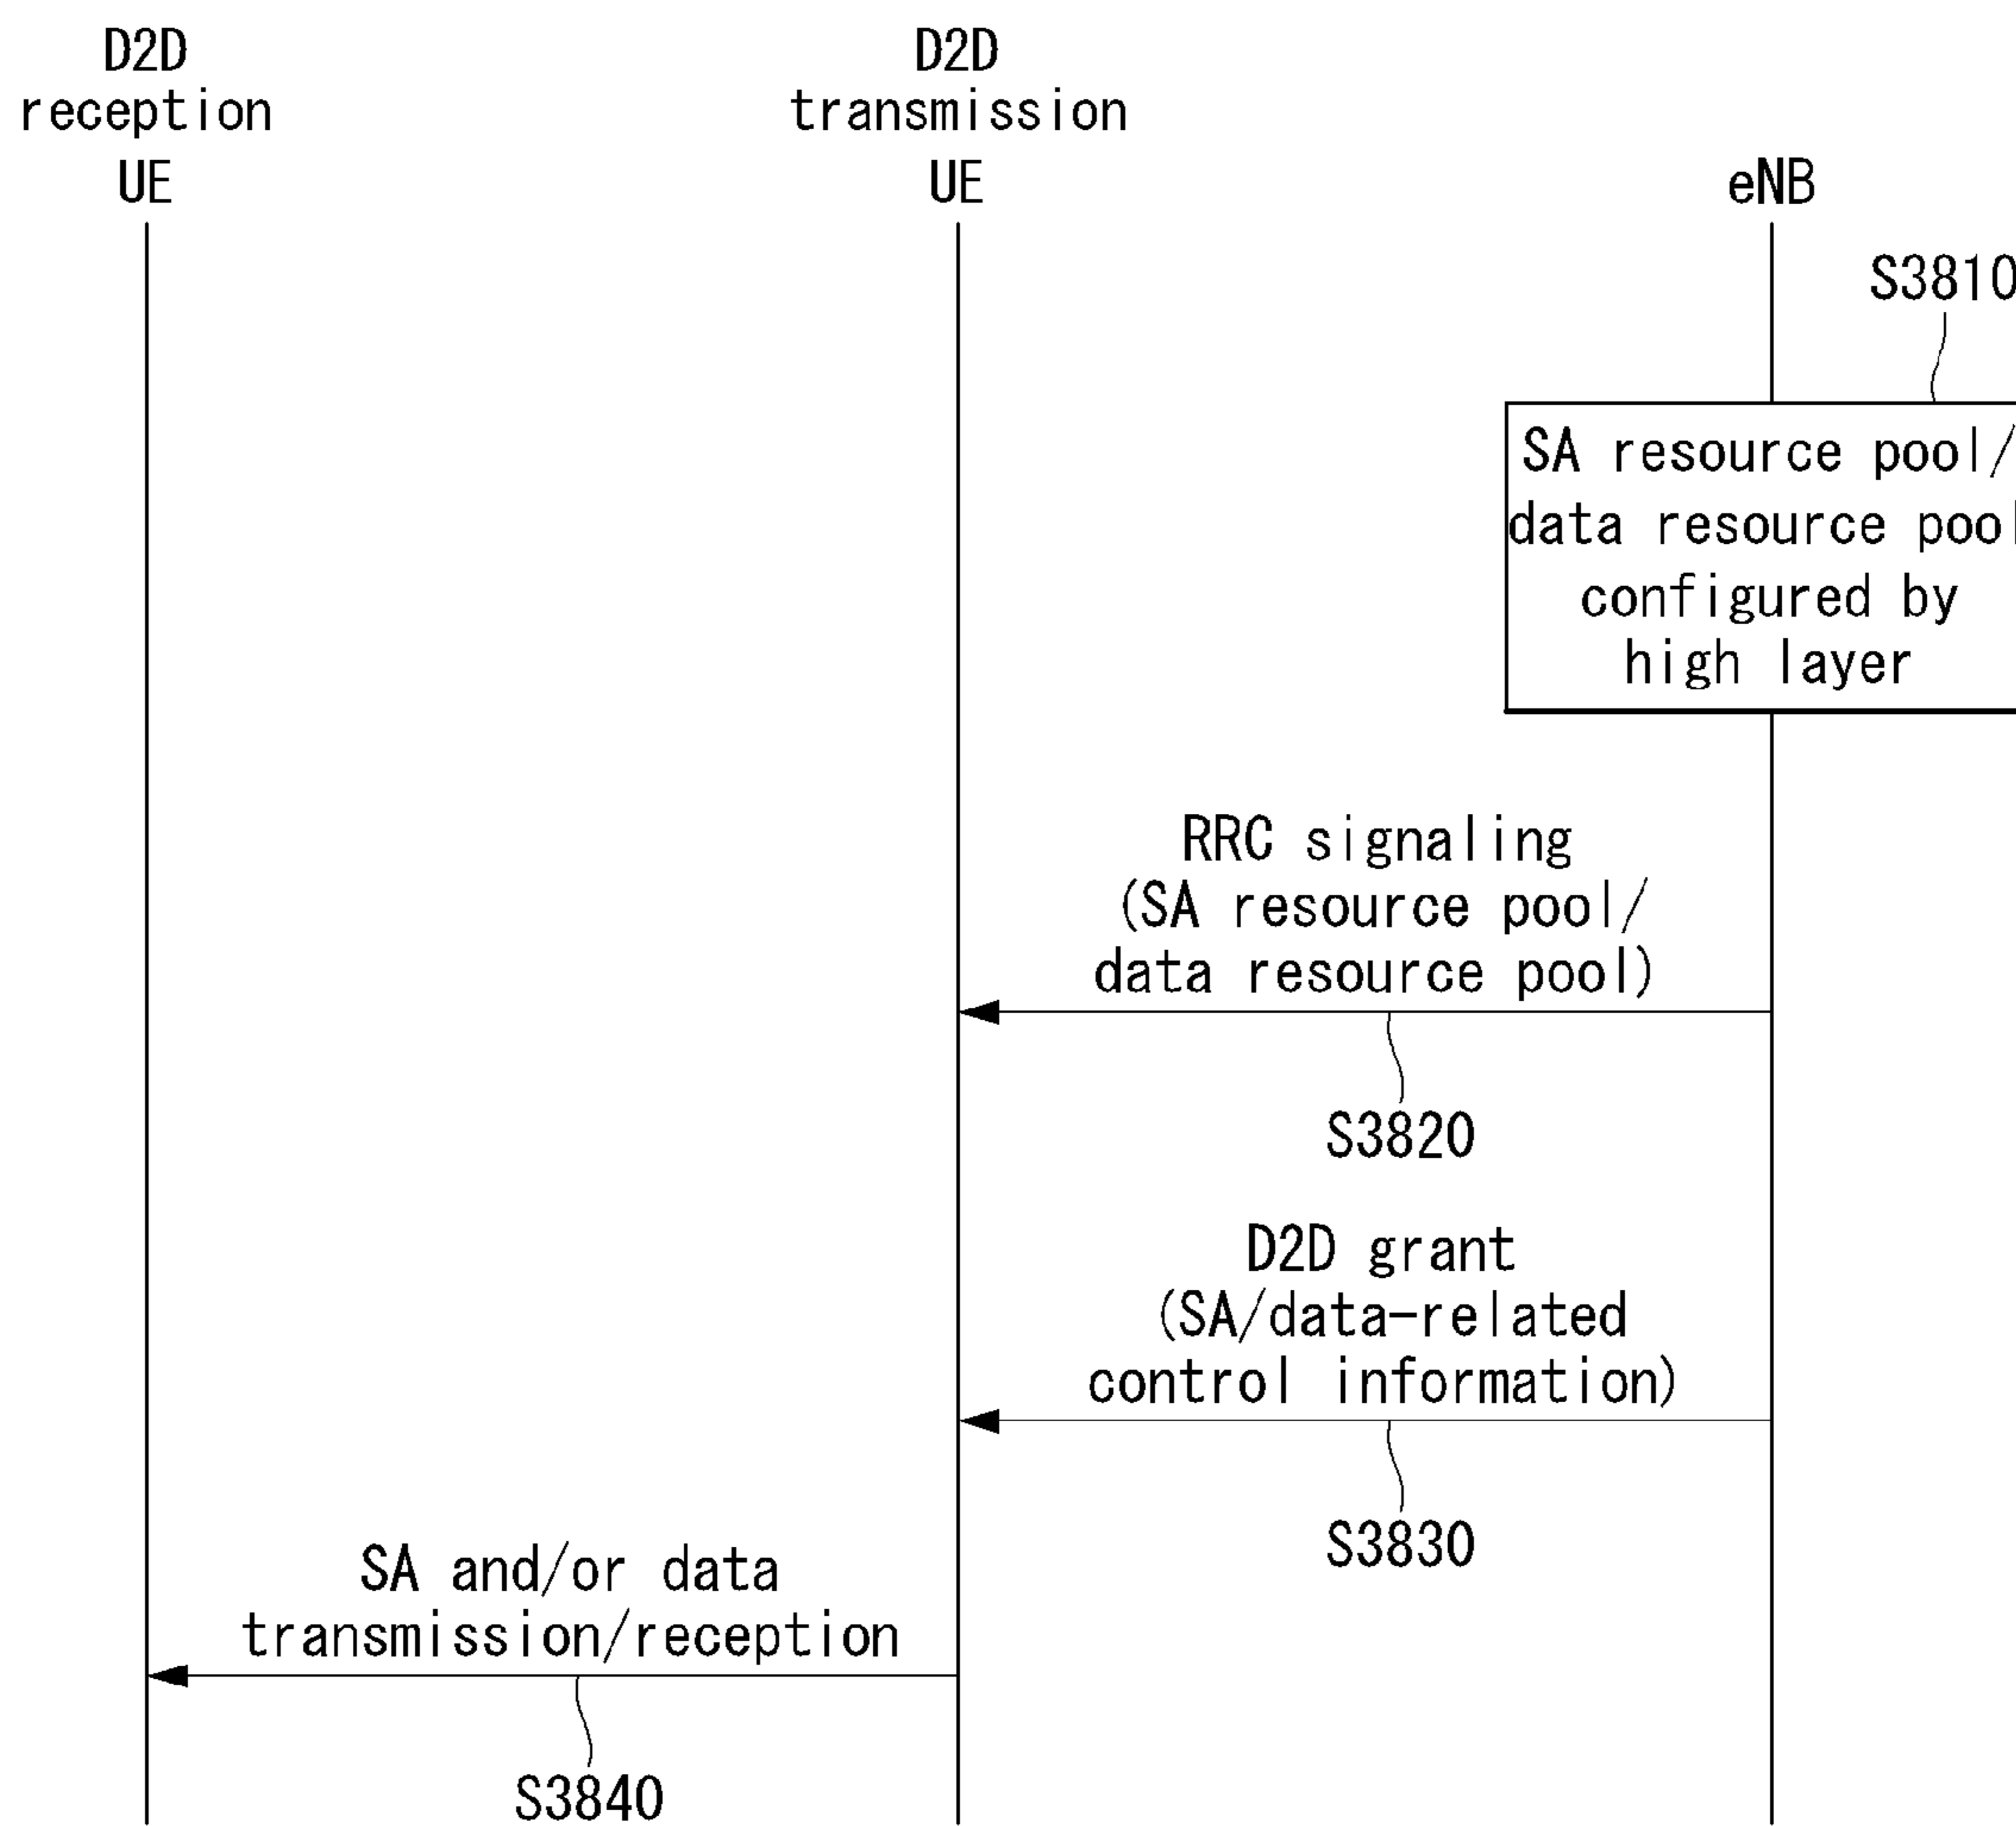 D2D
reception
UE
D2D
transmission
UE
eNB
S3810
SA resource pool/
data resource pool
configured by
high layer
RRC signaling
(SA resource pool/
data resource pool)
S3820
D2D grant
(SA/data-related
control information)
S3830
SA and/or data
transmission/reception
S3840